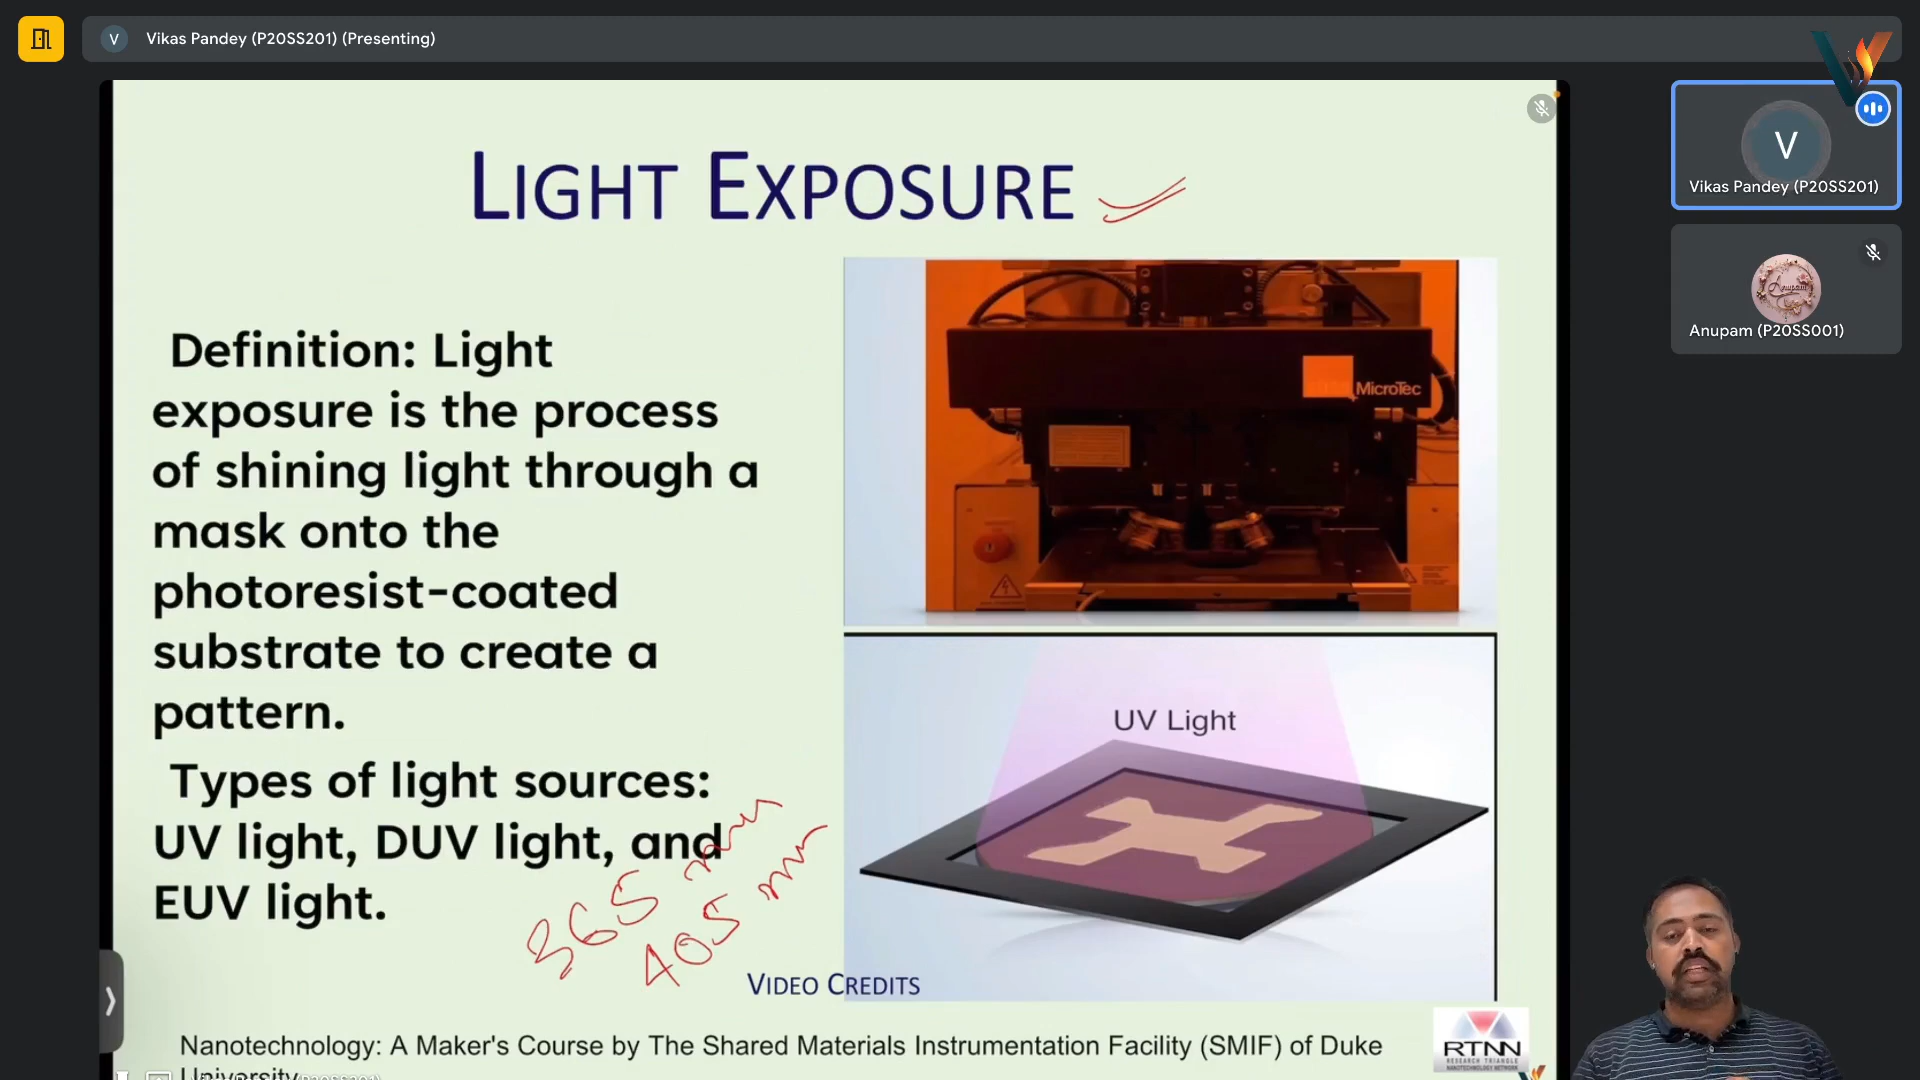 V Vikas Pandey (P20SS201) (Presenting)
LIGHT EXPOSURE
Definition: Light
exposure is the process
of shining light through a
mask onto the
photoresist-coated
substrate to create a
pattern.
Types of light sources:
UV light, DUV light, and
EUV light.
365 nm
405 nm
MicroTec
UV Light
VIDEO CREDITS
Nanotechnology: A Maker's Course by The Shared Materials Instrumentation Facility (SMIF) of Duke
University
RTNN
RESEARCH TRIANGLE
NANOTECHNOLOGY NETWORK
V
Vikas Pandey (P20SS201)
Anupam
Anupam (P20SS001)